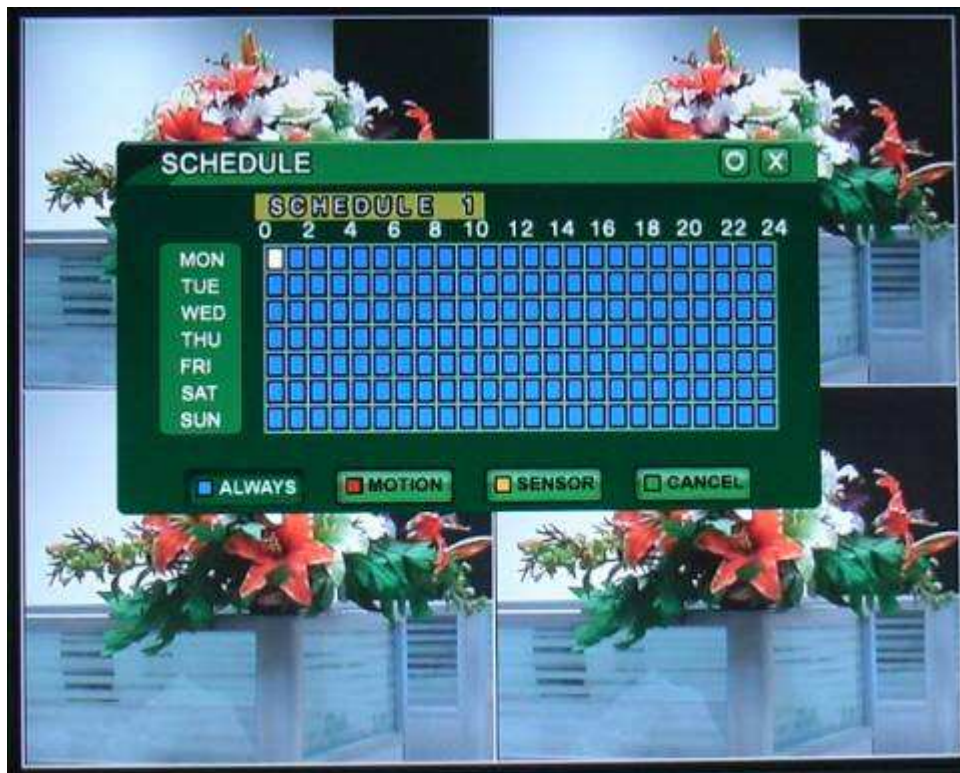 SCHEDULE O X
SCHEDULE 1
0 2 4 6 8 10 12 14 16 18 20 22 24
MON
TUE
WED
THU
FRI
SAT
SUN
ALWAYS MOTION SENSOR CANCEL